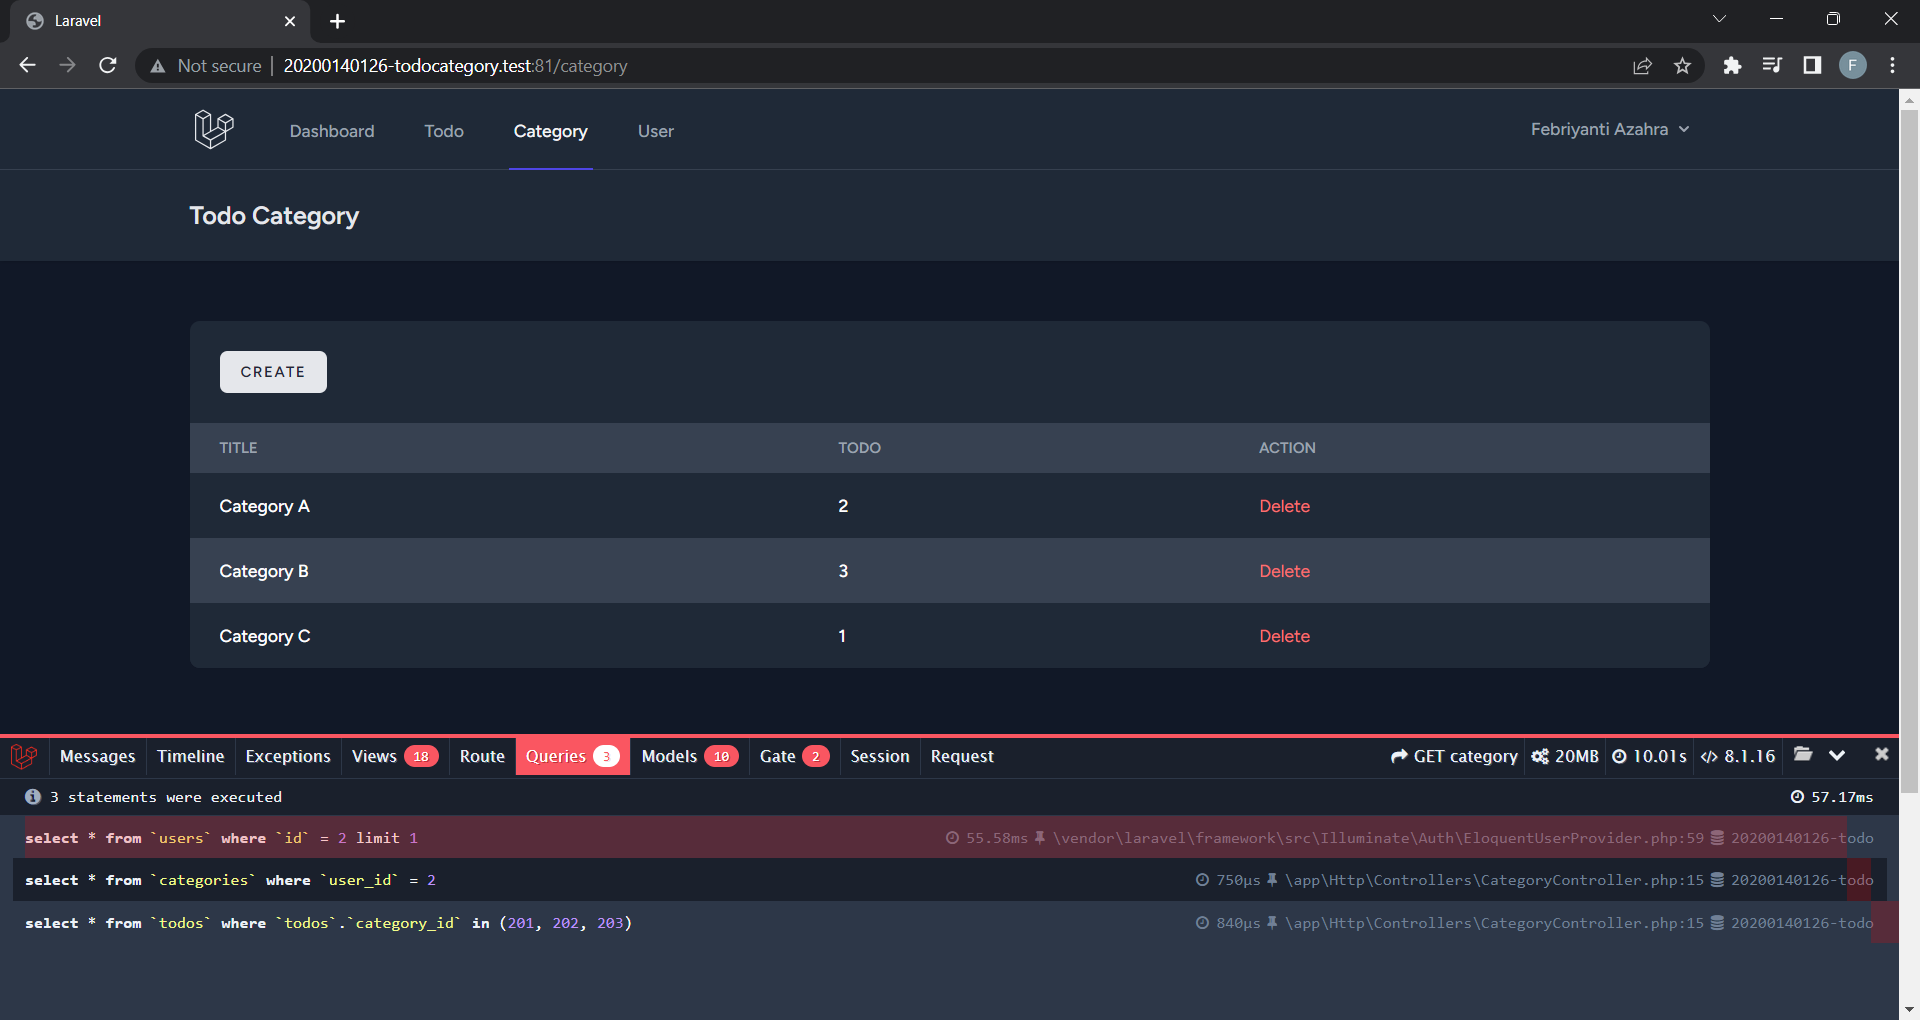 Laravel
Not secure | 20200140126-todocategory.test:81/category
F
Dashboard Todo Category User Febriyanti Azahra
Todo Category
CREATE
TITLE TODO ACTION
Category A 2 Delete
Category B 3 Delete
Category C 1 Delete
Messages Timeline Exceptions Views 18 Route Queries 3 Models 10 Gate 2 Session Request GET category 20MB 10.01s 8.1.16
3 statements were executed 57.17ms
select * from `users` where `id` = 2 limit 1 55.58ms \vendor\laravel\framework\src\Illuminate\Auth\EloquentUserProvider.php:59 20200140126-todo
select * from `categories` where `user_id` = 2 750μs \app\Http\Controllers\CategoryController.php:15 20200140126-todo
select * from `todos` where `todos`.`category_id` in (201, 202, 203) 840μs \app\Http\Controllers\CategoryController.php:15 20200140126-todo